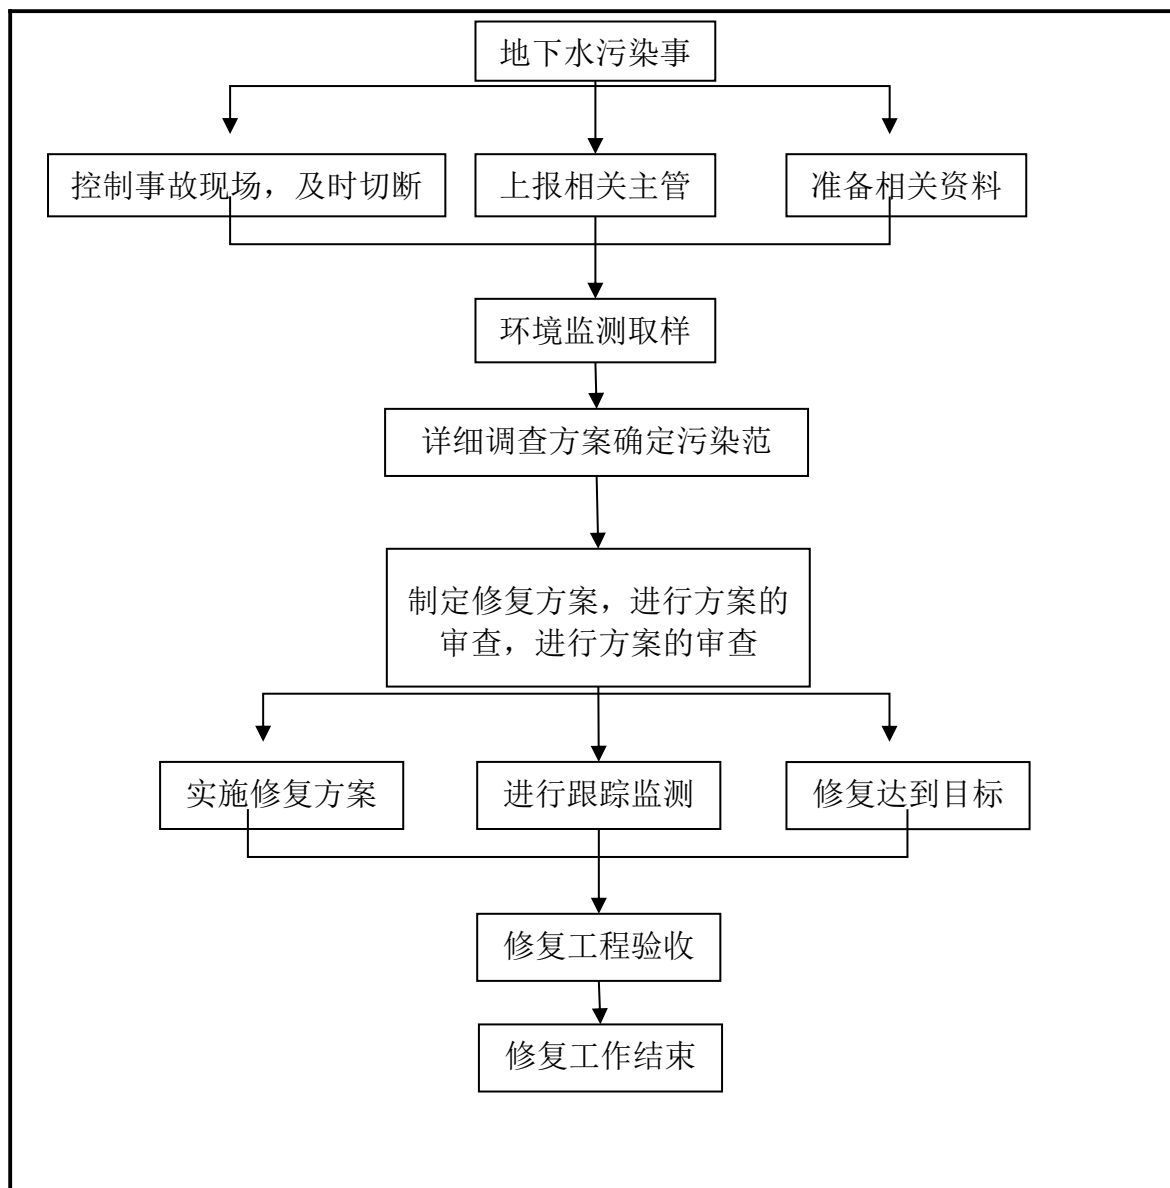 地下水污染事
控制事故现场，及时切断
上报相关主管
准备相关资料
环境监测取样
详细调查方案确定污染范
制定修复方案，进行方案的
审查，进行方案的审查
实施修复方案
进行跟踪监测
修复达到目标
修复工程验收
修复工作结束